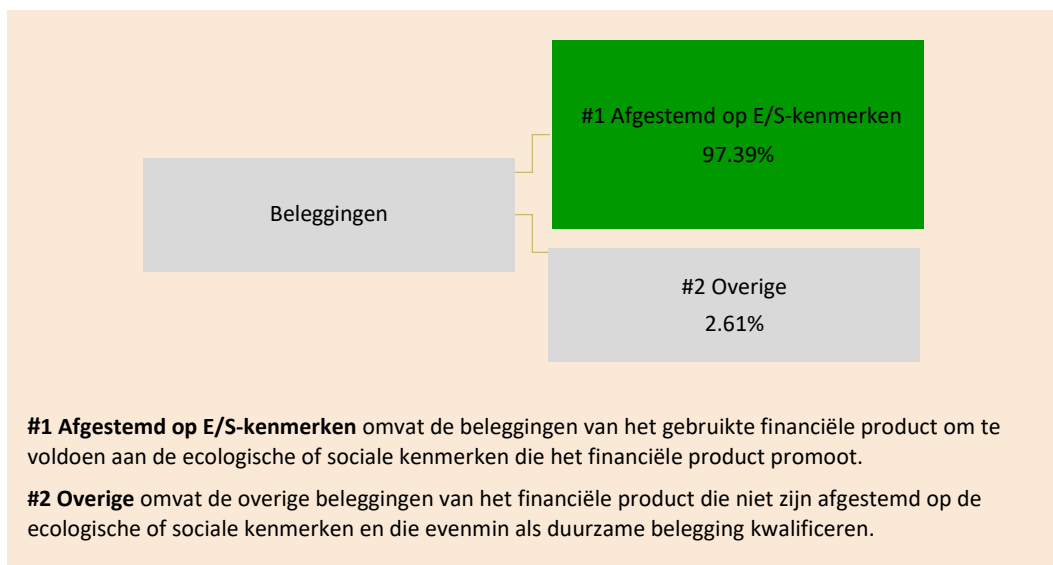 #1 Afgestemd op E/S-kenmerken
97.39%
Beleggingen
#2 Overige
2.61%
#1 Afgestemd op E/S-kenmerken omvat de beleggingen van het gebruikte financiële product om te
voldoen aan de ecologische of sociale kenmerken die het financiële product promoot.
#2 Overige omvat de overige beleggingen van het financiële product die niet zijn afgestemd op de
ecologische of sociale kenmerken en die evenmin als duurzame belegging kwalificeren.